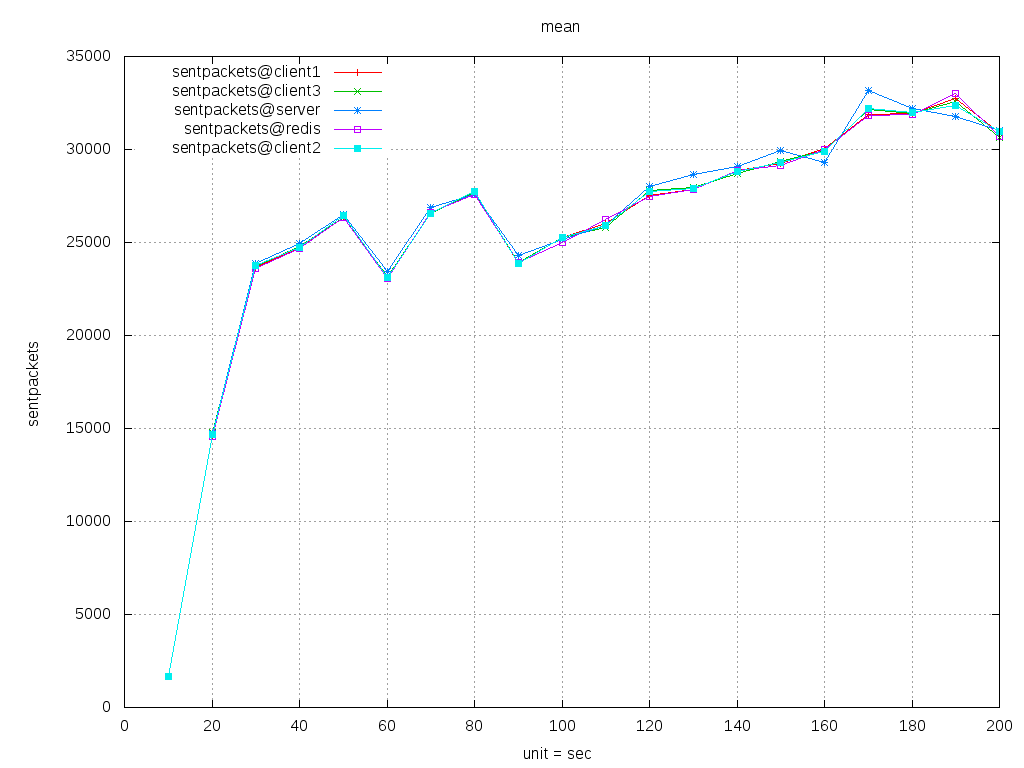 mean
35000
30000
25000
20000
15000
10000
5000
0
sentpackets@client1
sentpackets@client3
sentpackets@server
sentpackets@redis
sentpackets@client2
sentpackets
0 20 40 60 80 100 120 140 160 180 200
unit = sec